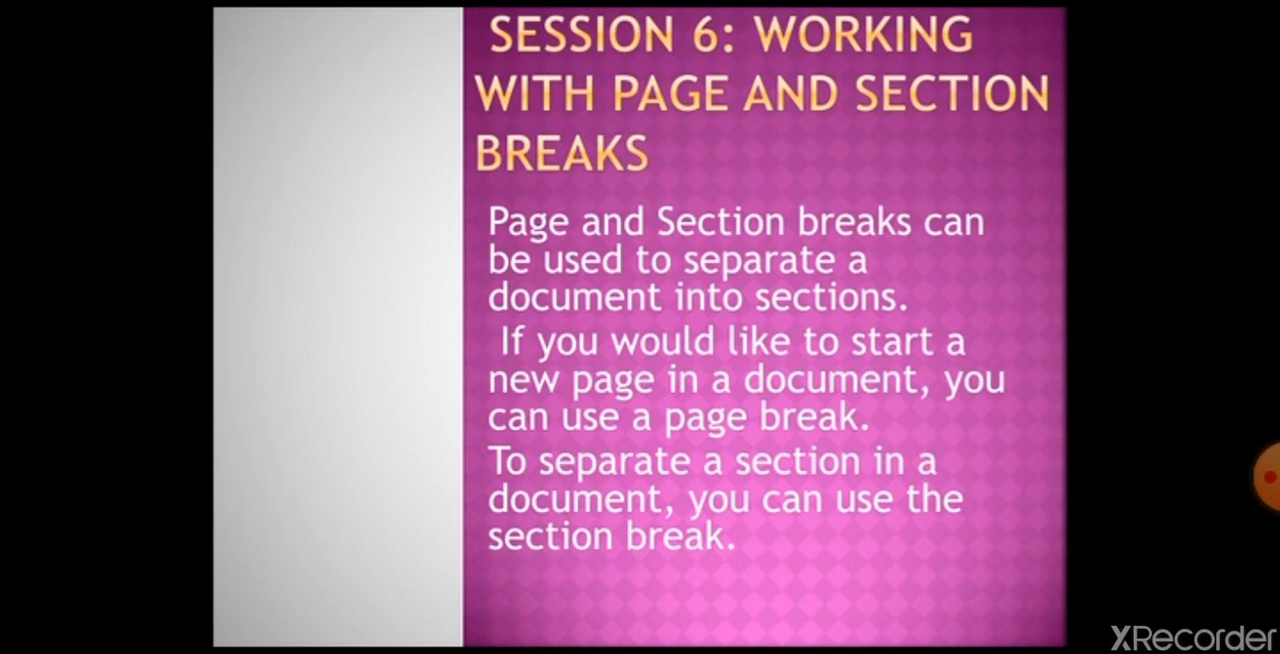 SESSION 6: WORKING
WITH PAGE AND SECTION
BREAKS
Page and Section breaks can
be used to separate a
document into sections.
If you would like to start a
new page in a document, you
can use a page break.
To separate a section in a
document, you can use the
section break.
XRecorder